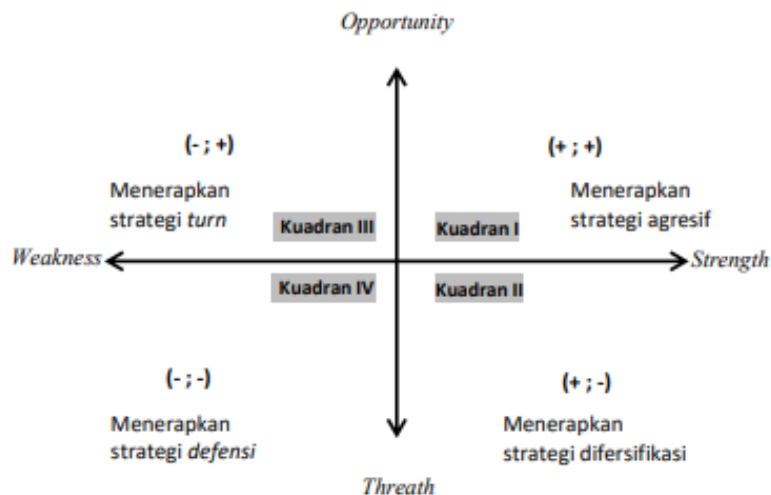 Opportunity
(- ; +)
(+ ; +)
Menerapkan
strategi turn
Menerapkan
strategi agresif
Kuadran III
Kuadran I
Weakness
Strength
Kuadran IV
Kuadran II
(- ; -)
(+ ; -)
Menerapkan
strategi defensi
Menerapkan
strategi difersifikasi
Threath